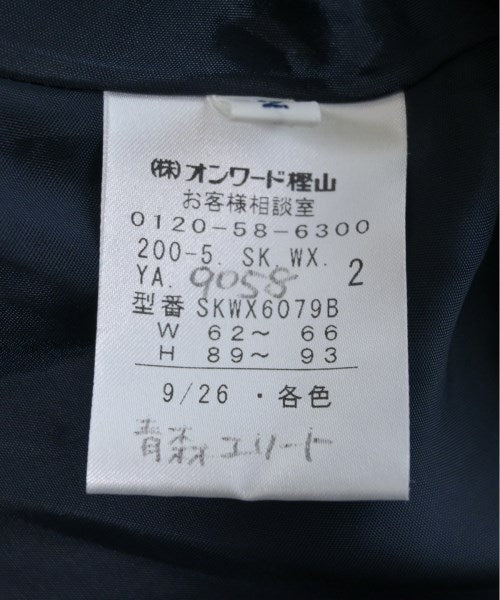 ㈱オンワード樫山
お客様相談室
0120-58-6300
200-5. SK. WX.
YA. 9058 2
型番 SKWX6079B
W 62〜 66
H 89〜 93
9/26 ・各色
青森エリート